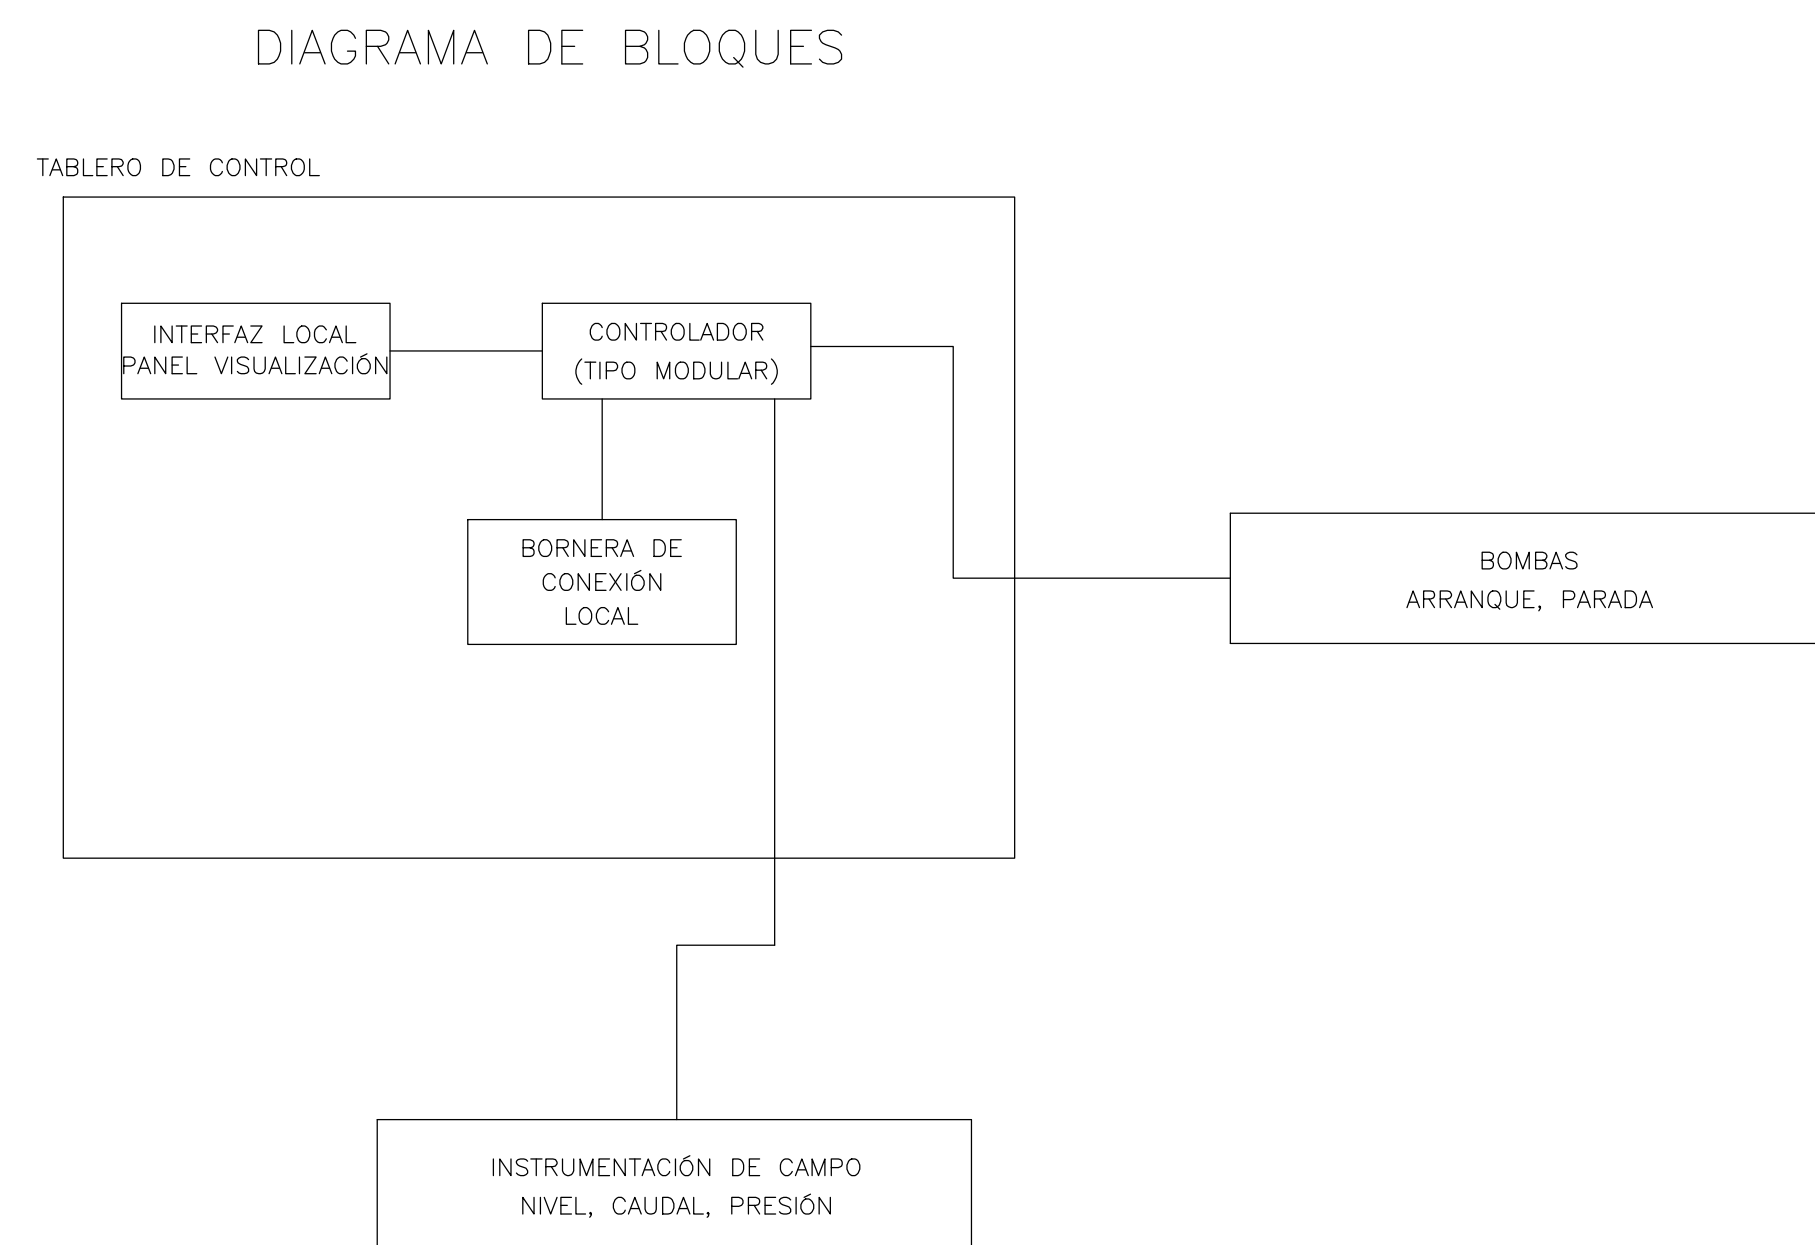 DIAGRAMA DE BLOQUES
TABLERO DE CONTROL
INTERFAZ LOCAL
PANEL VISUALIZACIÓN
CONTROLADOR
(TIPO MODULAR)
BORNERA DE
CONEXIÓN
LOCAL
BOMBAS
ARRANQUE, PARADA
INSTRUMENTACIÓN DE CAMPO
NIVEL, CAUDAL, PRESIÓN